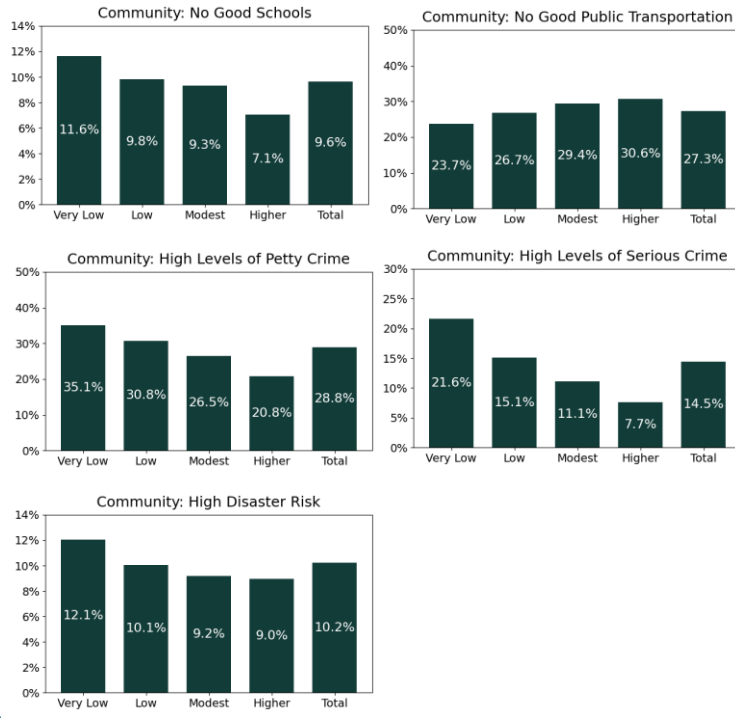 Community: No Good Schools
14%
12%
10%
8%
6%
4%
2%
0%
11.6%
9.8%
9.3%
7.1%
9.6%
Very Low
Low
Modest
Higher
Total
Community: No Good Public Transportation
50%
40%
30%
20%
10%
0%
23.7%
26.7%
29.4%
30.6%
27.3%
Very Low
Low
Modest
Higher
Total
Community: High Levels of Petty Crime
50%
40%
30%
20%
10%
0%
35.1%
30.8%
26.5%
20.8%
28.8%
Very Low
Low
Modest
Higher
Total
Community: High Levels of Serious Crime
30%
25%
20%
15%
10%
5%
0%
21.6%
15.1%
11.1%
7.7%
14.5%
Very Low
Low
Modest
Higher
Total
Community: High Disaster Risk
14%
12%
10%
8%
6%
4%
2%
0%
12.1%
10.1%
9.2%
9.0%
10.2%
Very Low
Low
Modest
Higher
Total